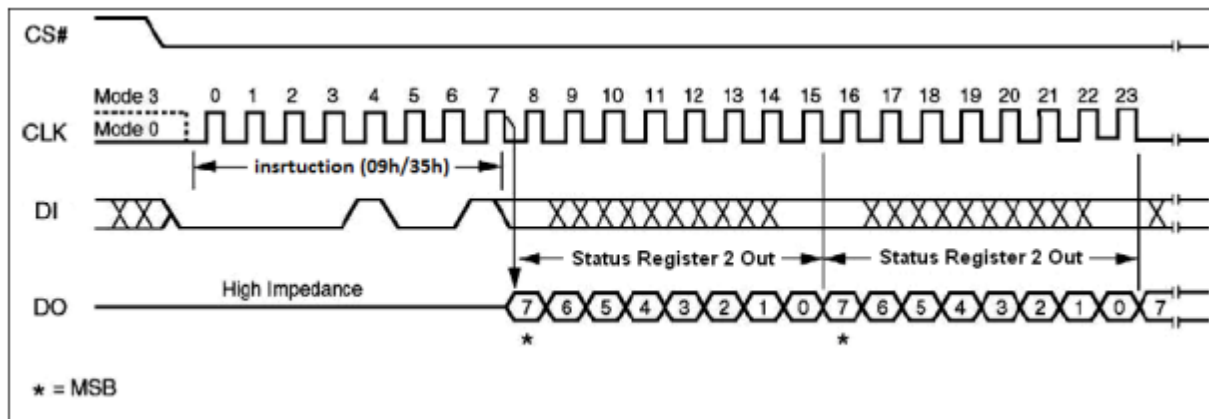 CS#
Mode 3 0 1 2 3 4 5 6 7 8 9 10 11 12 13 14 15 16 17 18 19 20 21 22 23
CLK Mode 0
insrtuction (09h/35h)
DI
Status Register 2 Out Status Register 2 Out
High Impedance
DO 7 6 5 4 3 2 1 0 7 6 5 4 3 2 1 0 7
* *
* = MSB